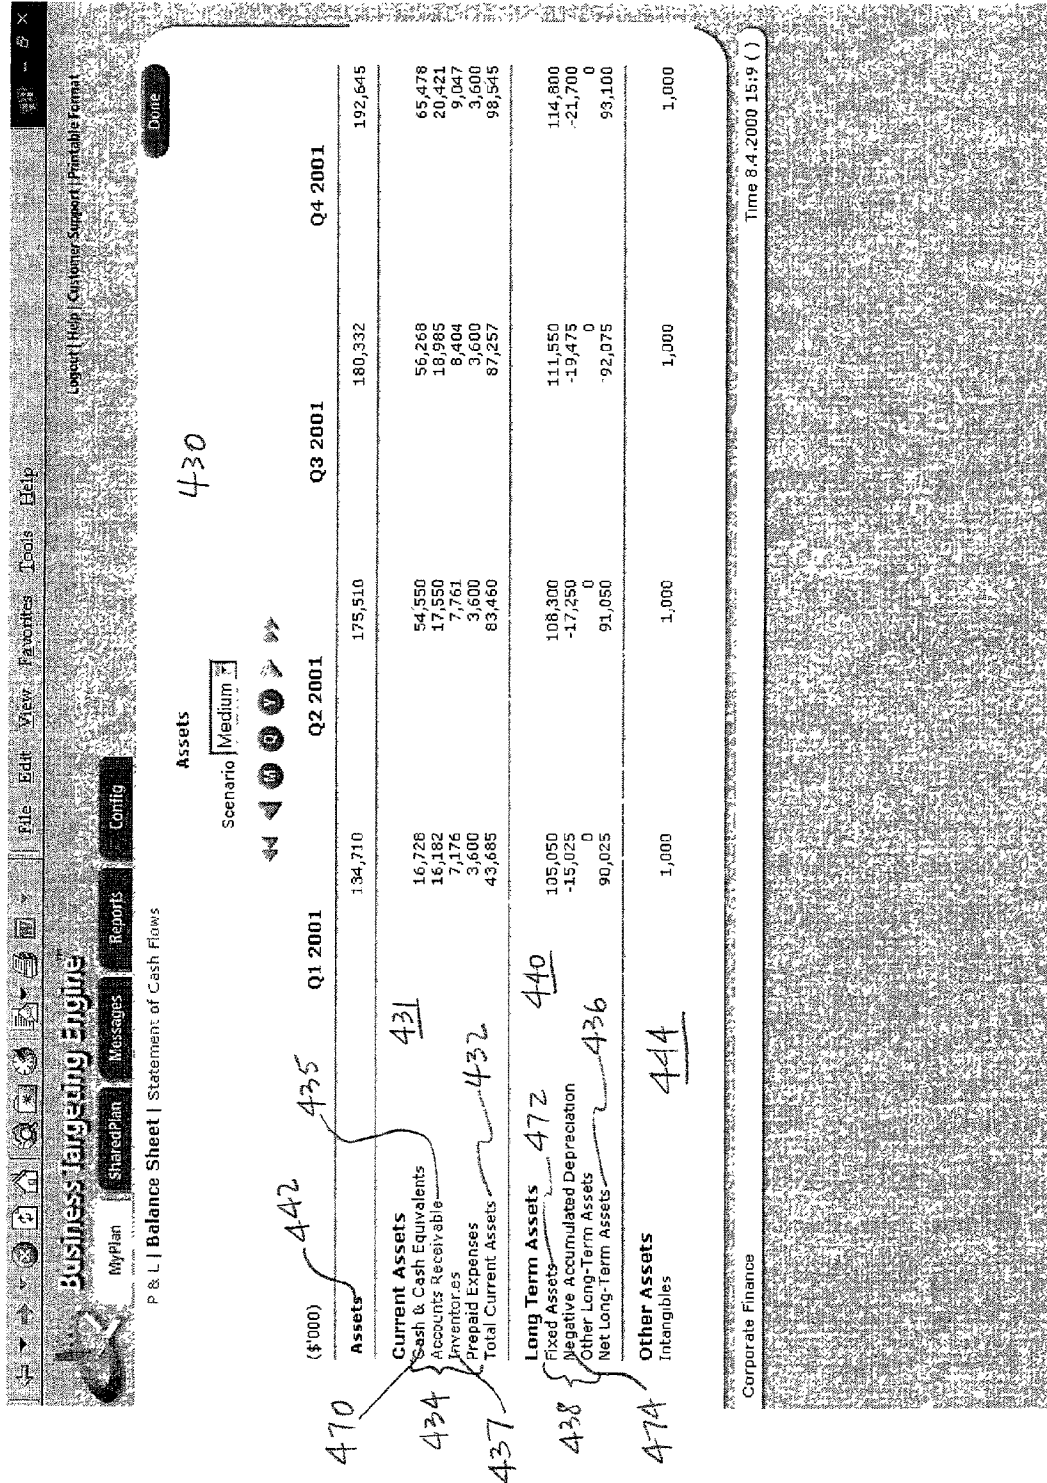 File Edit View Favorites Tools Help
Business Targeting Engine™
Logout | Help | Customer Support | Printable Format
MyPlan SharedPlan Messages Reports Config
P & L | Balance Sheet | Statement of Cash Flows
Done
Assets
430
Scenario Medium
M Q Y
($'000) Q1 2001 Q2 2001 Q3 2001 Q4 2001
442
Assets 134,710 175,510 180,332 192,645
435
470
Current Assets 431
Cash & Cash Equivalents 16,728 54,550 56,268 65,478
Accounts Receivable 16,182 17,550 18,985 20,421
434
Inventories 7,176 7,761 8,404 9,047
Prepaid Expenses 3,600 3,600 3,600 3,600
Total Current Assets 432 43,685 83,460 87,257 98,545
437
Long Term Assets 440
Fixed Assets 472 105,050 108,300 111,550 114,800
Negative Accumulated Depreciation -15,025 -17,250 -19,475 -21,700
438
Other Long-Term Assets 0 0 0 0
Net Long-Term Assets 436 90,025 91,050 92,075 93,100
474
Other Assets 444
Intangibles 1,000 1,000 1,000 1,000
Corporate Finance Time 8.4.2000 15:9 ( )